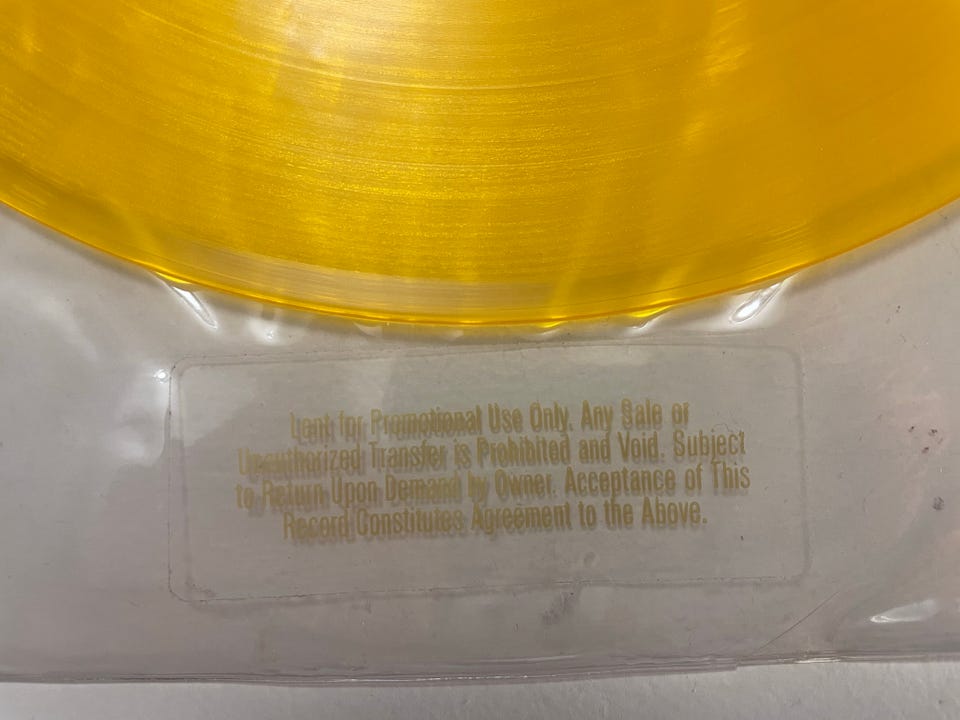 Lent for Promotional Use Only. Any Sale or
Unauthorized Transfer is Prohibited and Void. Subject
to Return Upon Demand by Owner. Acceptance of This
Record Constitutes Agreement to the Above.